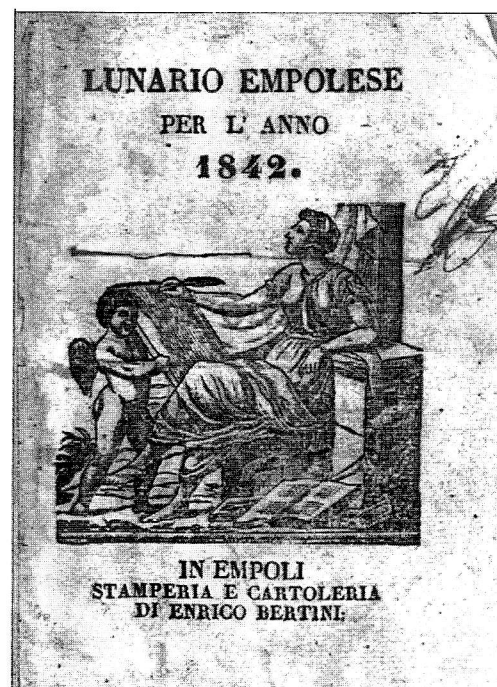 LUNARIO EMPOLESE
PER L' ANNO
1842.
IN EMPOLI
STAMPERIA E CARTOLERIA
DI ENRICO BERTINI.